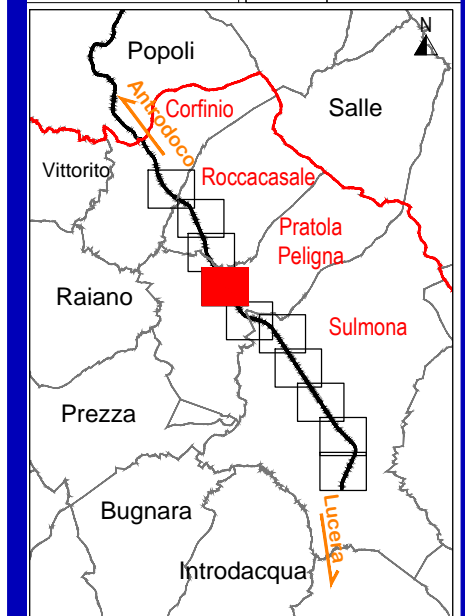 N
Popoli
Antrodoco
Corfinio
Salle
Vittorito
Roccacasale
Pratola
Peligna
Raiano
Sulmona
Prezza
Bugnara
Lucera
Introdacqua